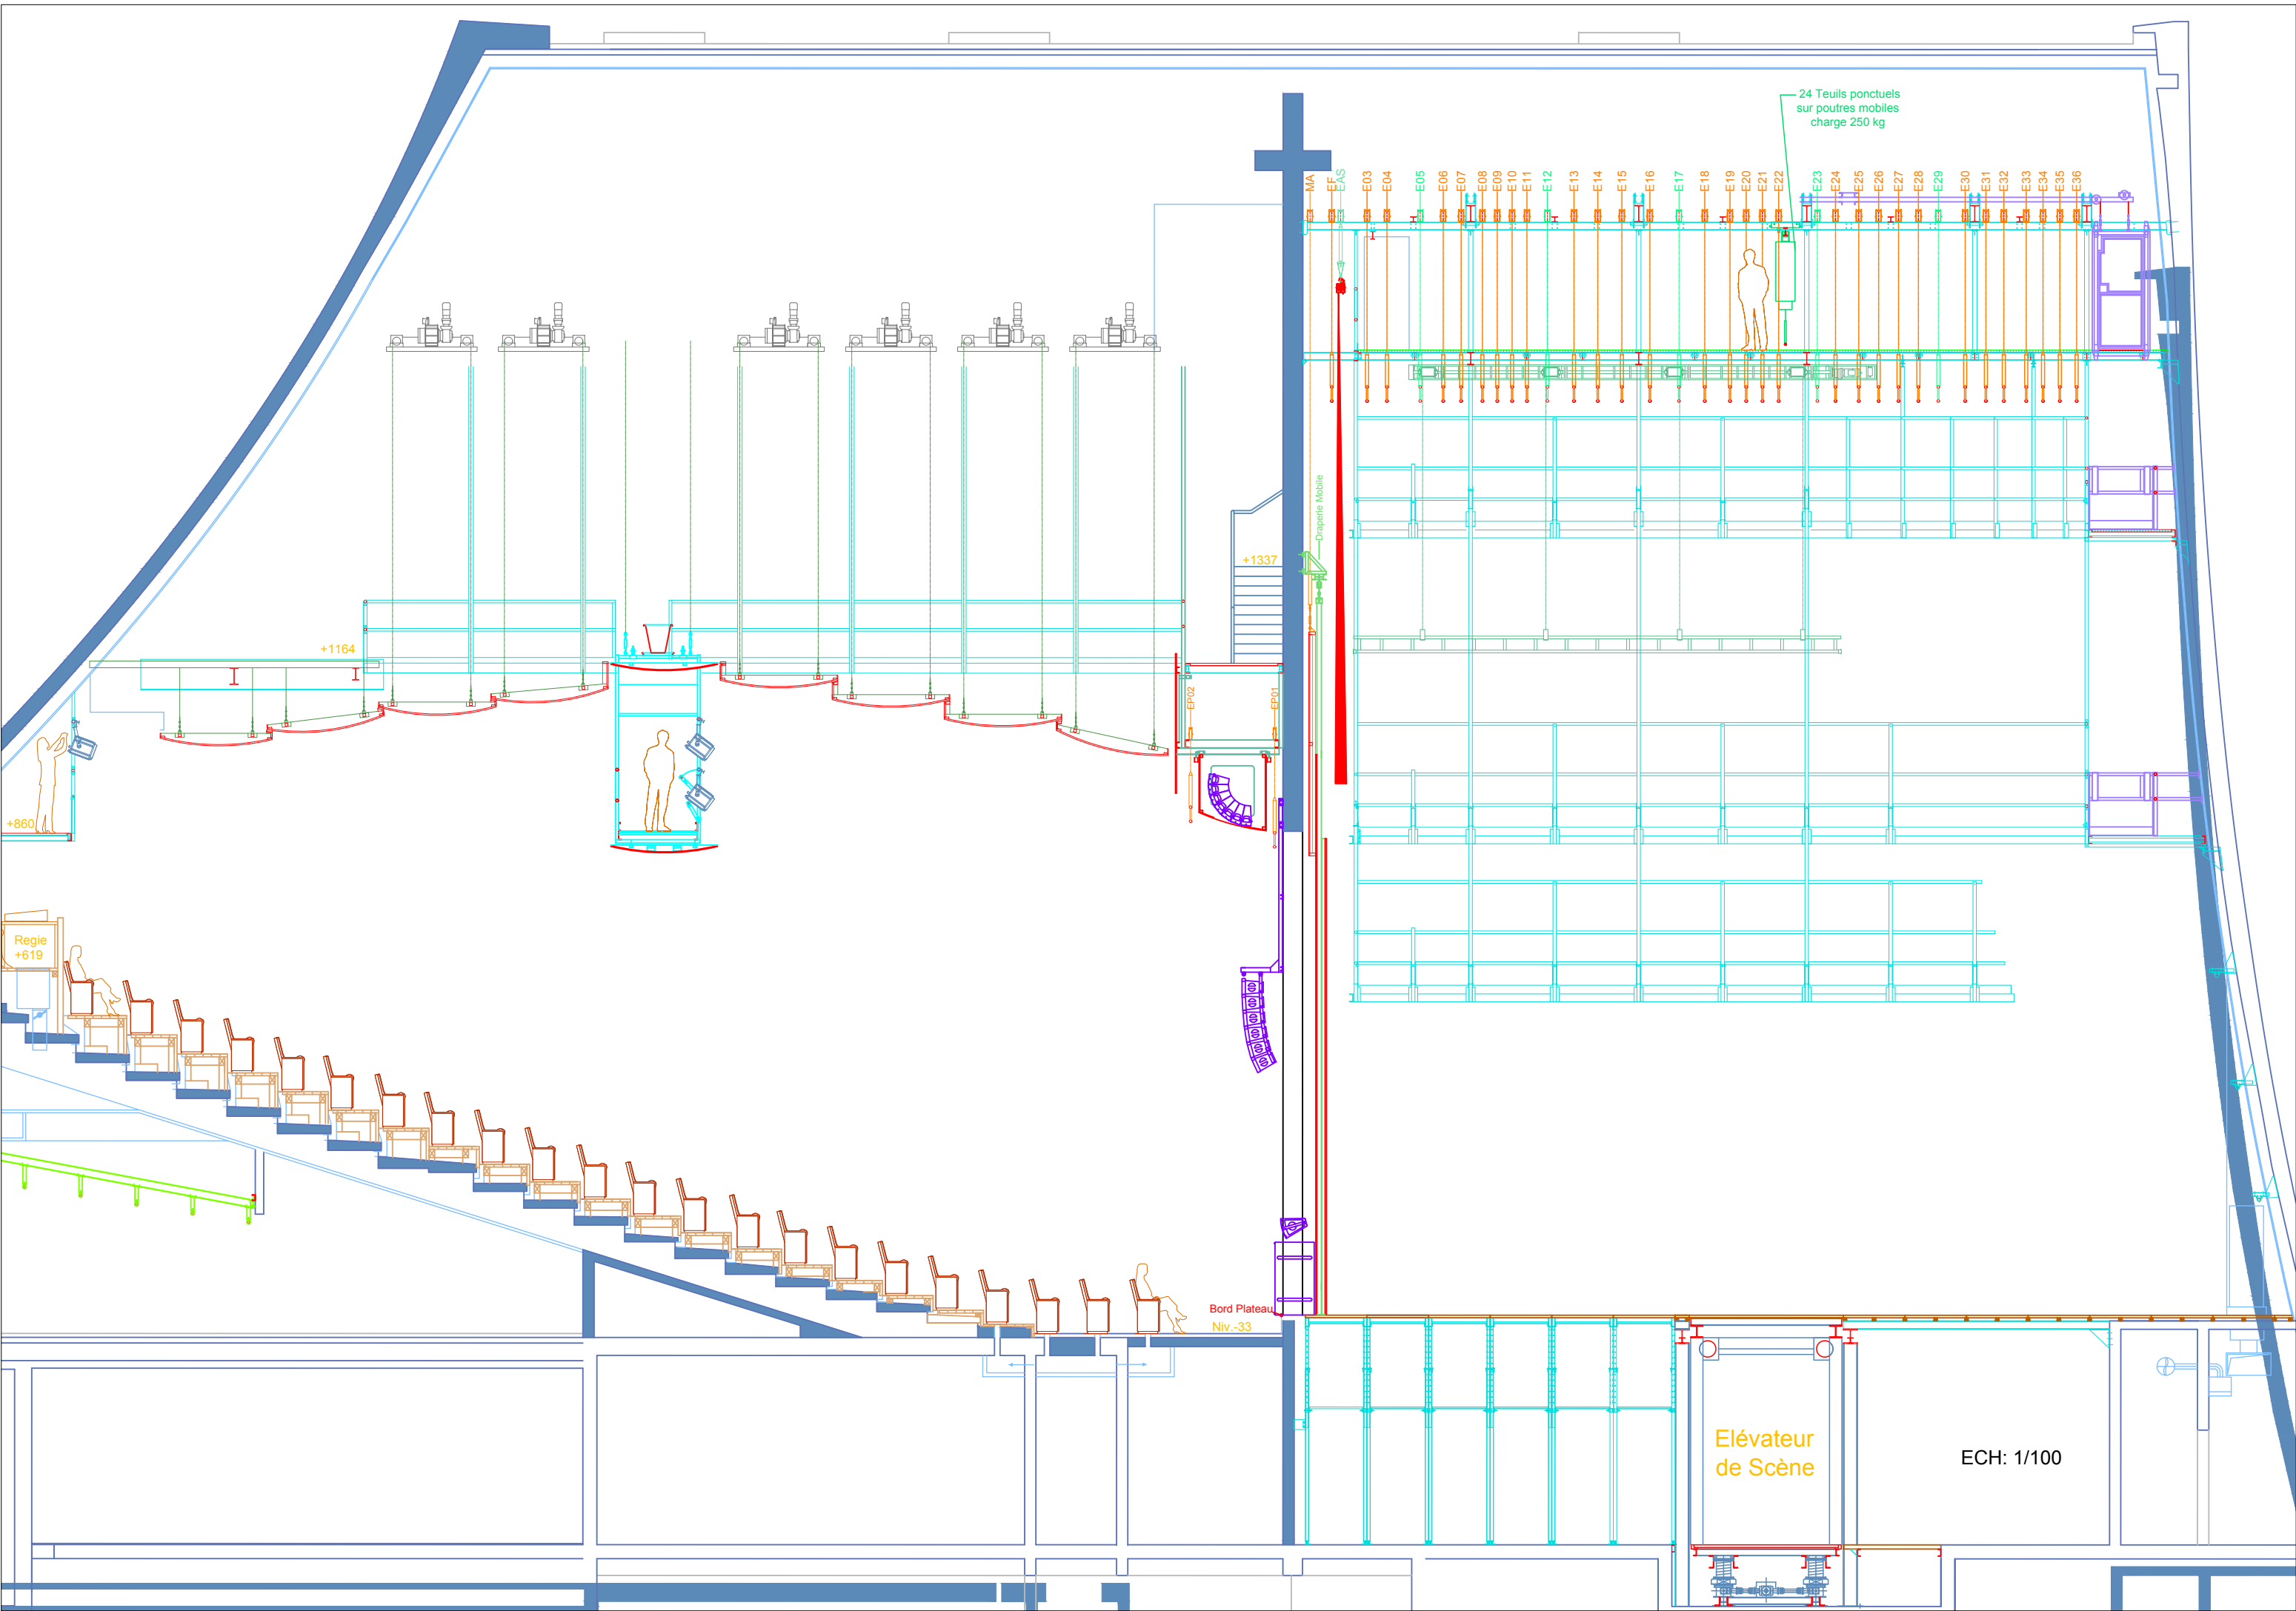 24 Teuils ponctuels
sur poutres mobiles
charge 250 kg
MA
EF
EAS
E03
E04
E05
E06
E07
E08
E09
E10
E11
E12
E13
E14
E15
E16
E17
E18
E19
E20
E21
E22
E23
E24
E25
E26
E27
E28
E29
E30
E31
E32
E33
E34
E35
E36
Draperie Mobile
+1337
+1164
EP02
EP01
+860
Regie
+619
Bord Plateau
Niv.-33
Elévateur
de Scène
ECH: 1/100